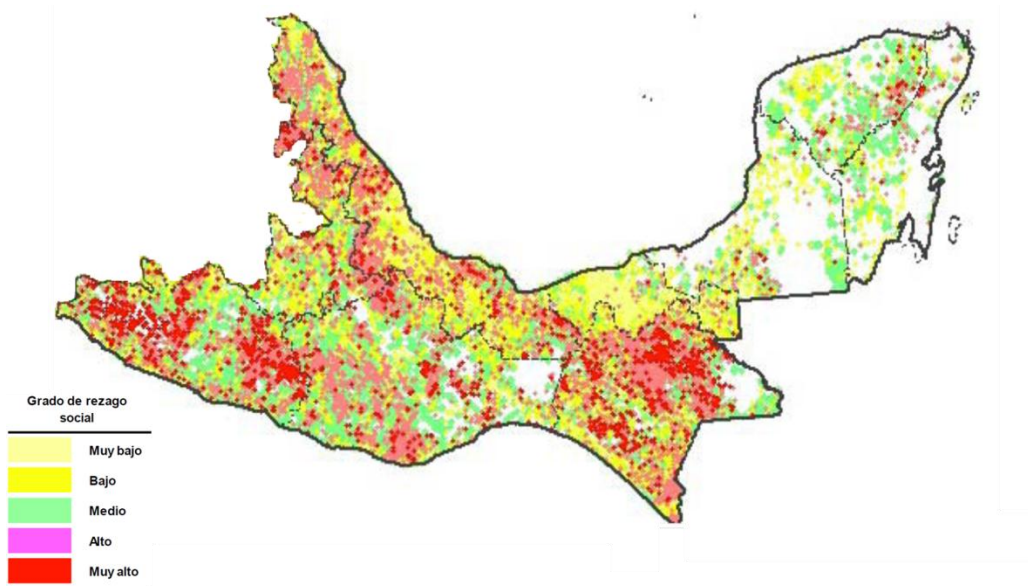 Grado de rezago
social
Muy bajo
Bajo
Medio
Alto
Muy alto